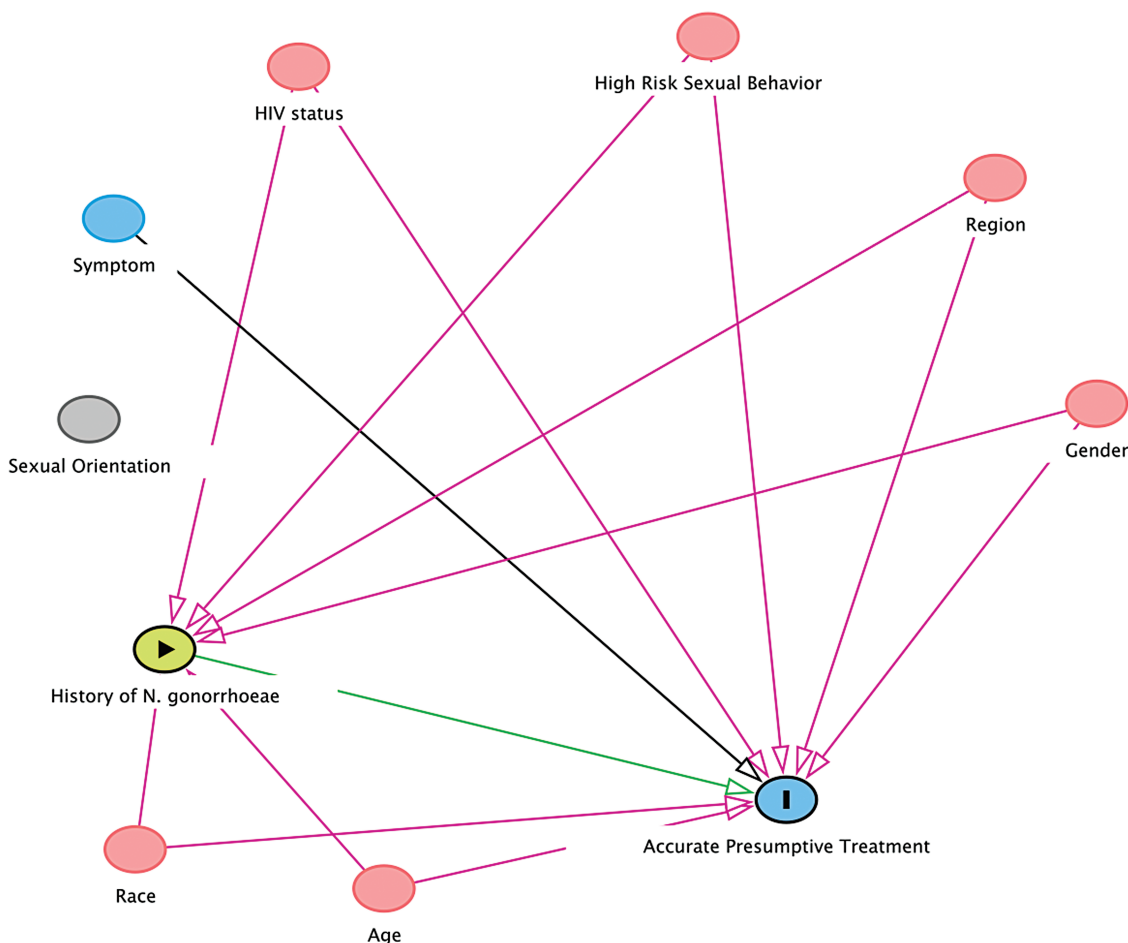 High Risk Sexual Behavior
HIV status
Region
Symptom
Gender
Sexual Orientation
History of N. gonorrhoeae
Accurate Presumptive Treatment
Race
Age